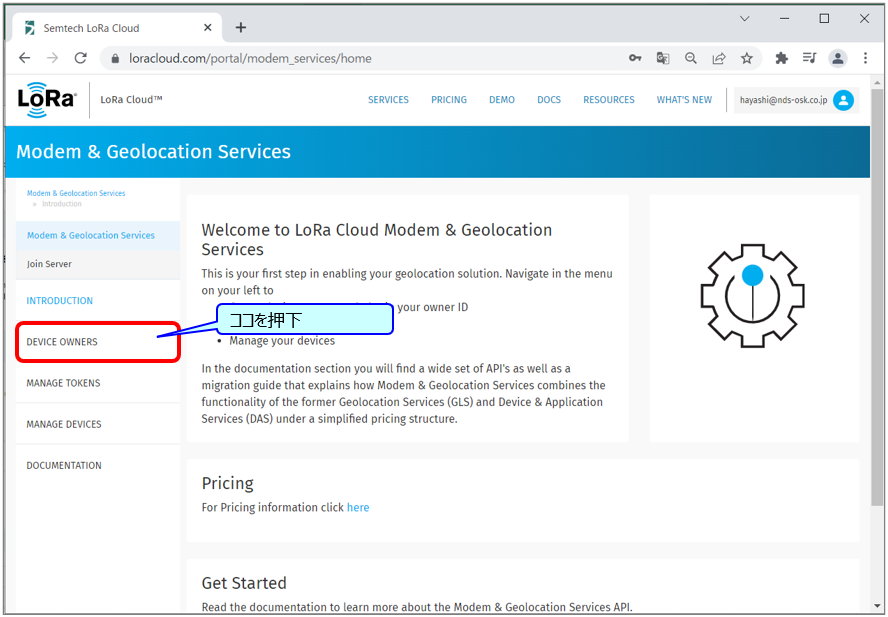 Semtech LoRa Cloud
loracloud.com/portal/modem_services/home
LoRa
LoRa Cloud™
SERVICES
PRICING
DEMO
DOCS
RESOURCES
WHAT'S NEW
hayashi@nds-osk.co.jp
Modem & Geolocation Services
Modem & Geolocation Services
» Introduction
Modem & Geolocation Services
Join Server
INTRODUCTION
DEVICE OWNERS
MANAGE TOKENS
MANAGE DEVICES
DOCUMENTATION
Welcome to LoRa Cloud Modem & Geolocation
Services
This is your first step in enabling your geolocation solution. Navigate in the menu
on your left to
your owner ID
ココを押下
• Manage your devices
In the documentation section you will find a wide set of API's as well as a
migration guide that explains how Modem & Geolocation Services combines the
functionality of the former Geolocation Services (GLS) and Device & Application
Services (DAS) under a simplified pricing structure.
Pricing
For Pricing information click here
Get Started
Read the documentation to learn more about the Modem & Geolocation Services API.